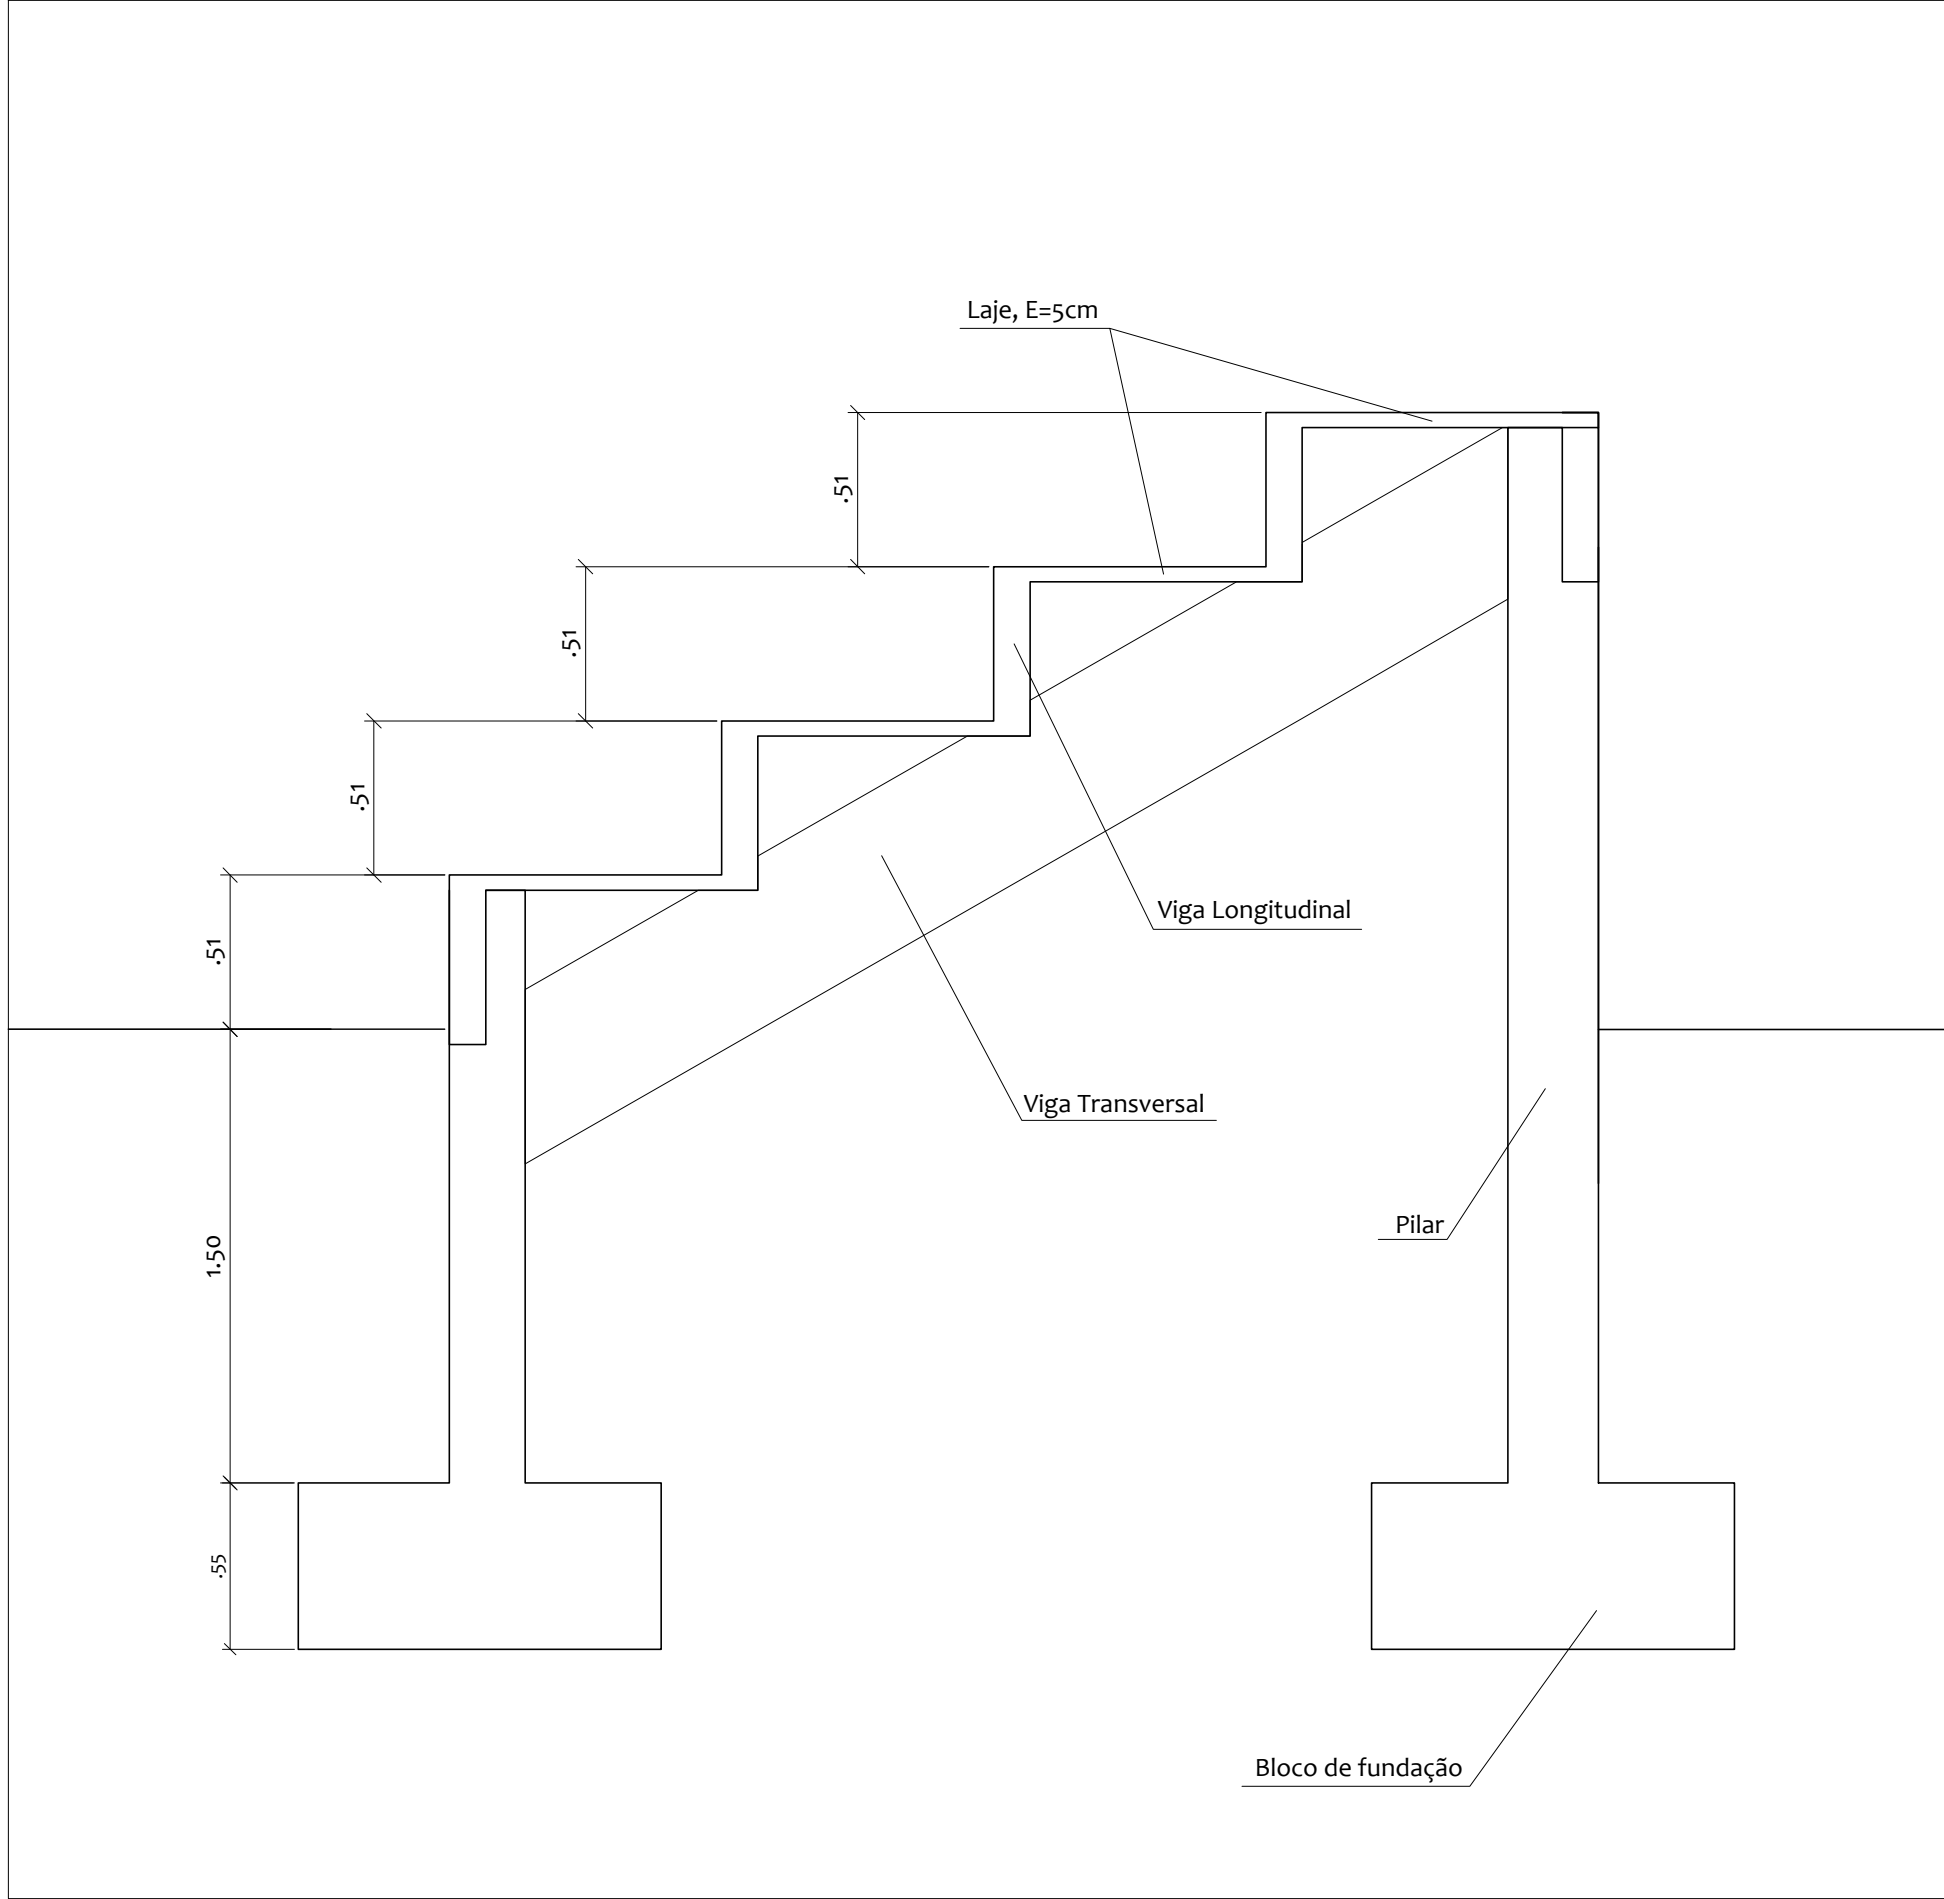 Laje, E=5cm
.51
.51
.51
Viga Longitudinal
.51
Viga Transversal
Pilar
1.50
.55
Bloco de fundação